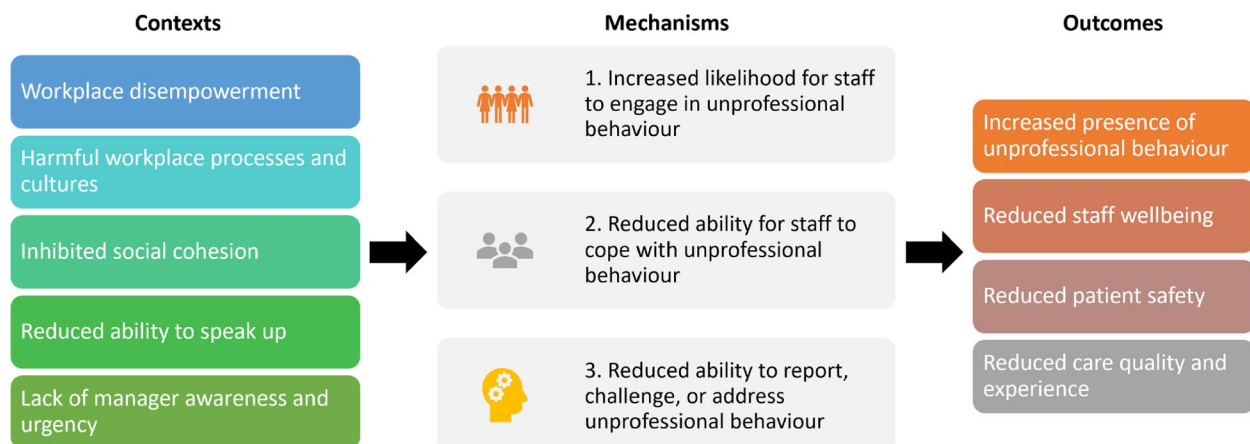 Contexts
Workplace disempowerment
Harmful workplace processes and
cultures
Inhibited social cohesion
Reduced ability to speak up
Lack of manager awareness and
urgency
Mechanisms
1. Increased likelihood for staff
to engage in unprofessional
behaviour
2. Reduced ability for staff to
cope with unprofessional
behaviour
3. Reduced ability to report,
challenge, or address
unprofessional behaviour
Outcomes
Increased presence of
unprofessional behaviour
Reduced staff wellbeing
Reduced patient safety
Reduced care quality and
experience